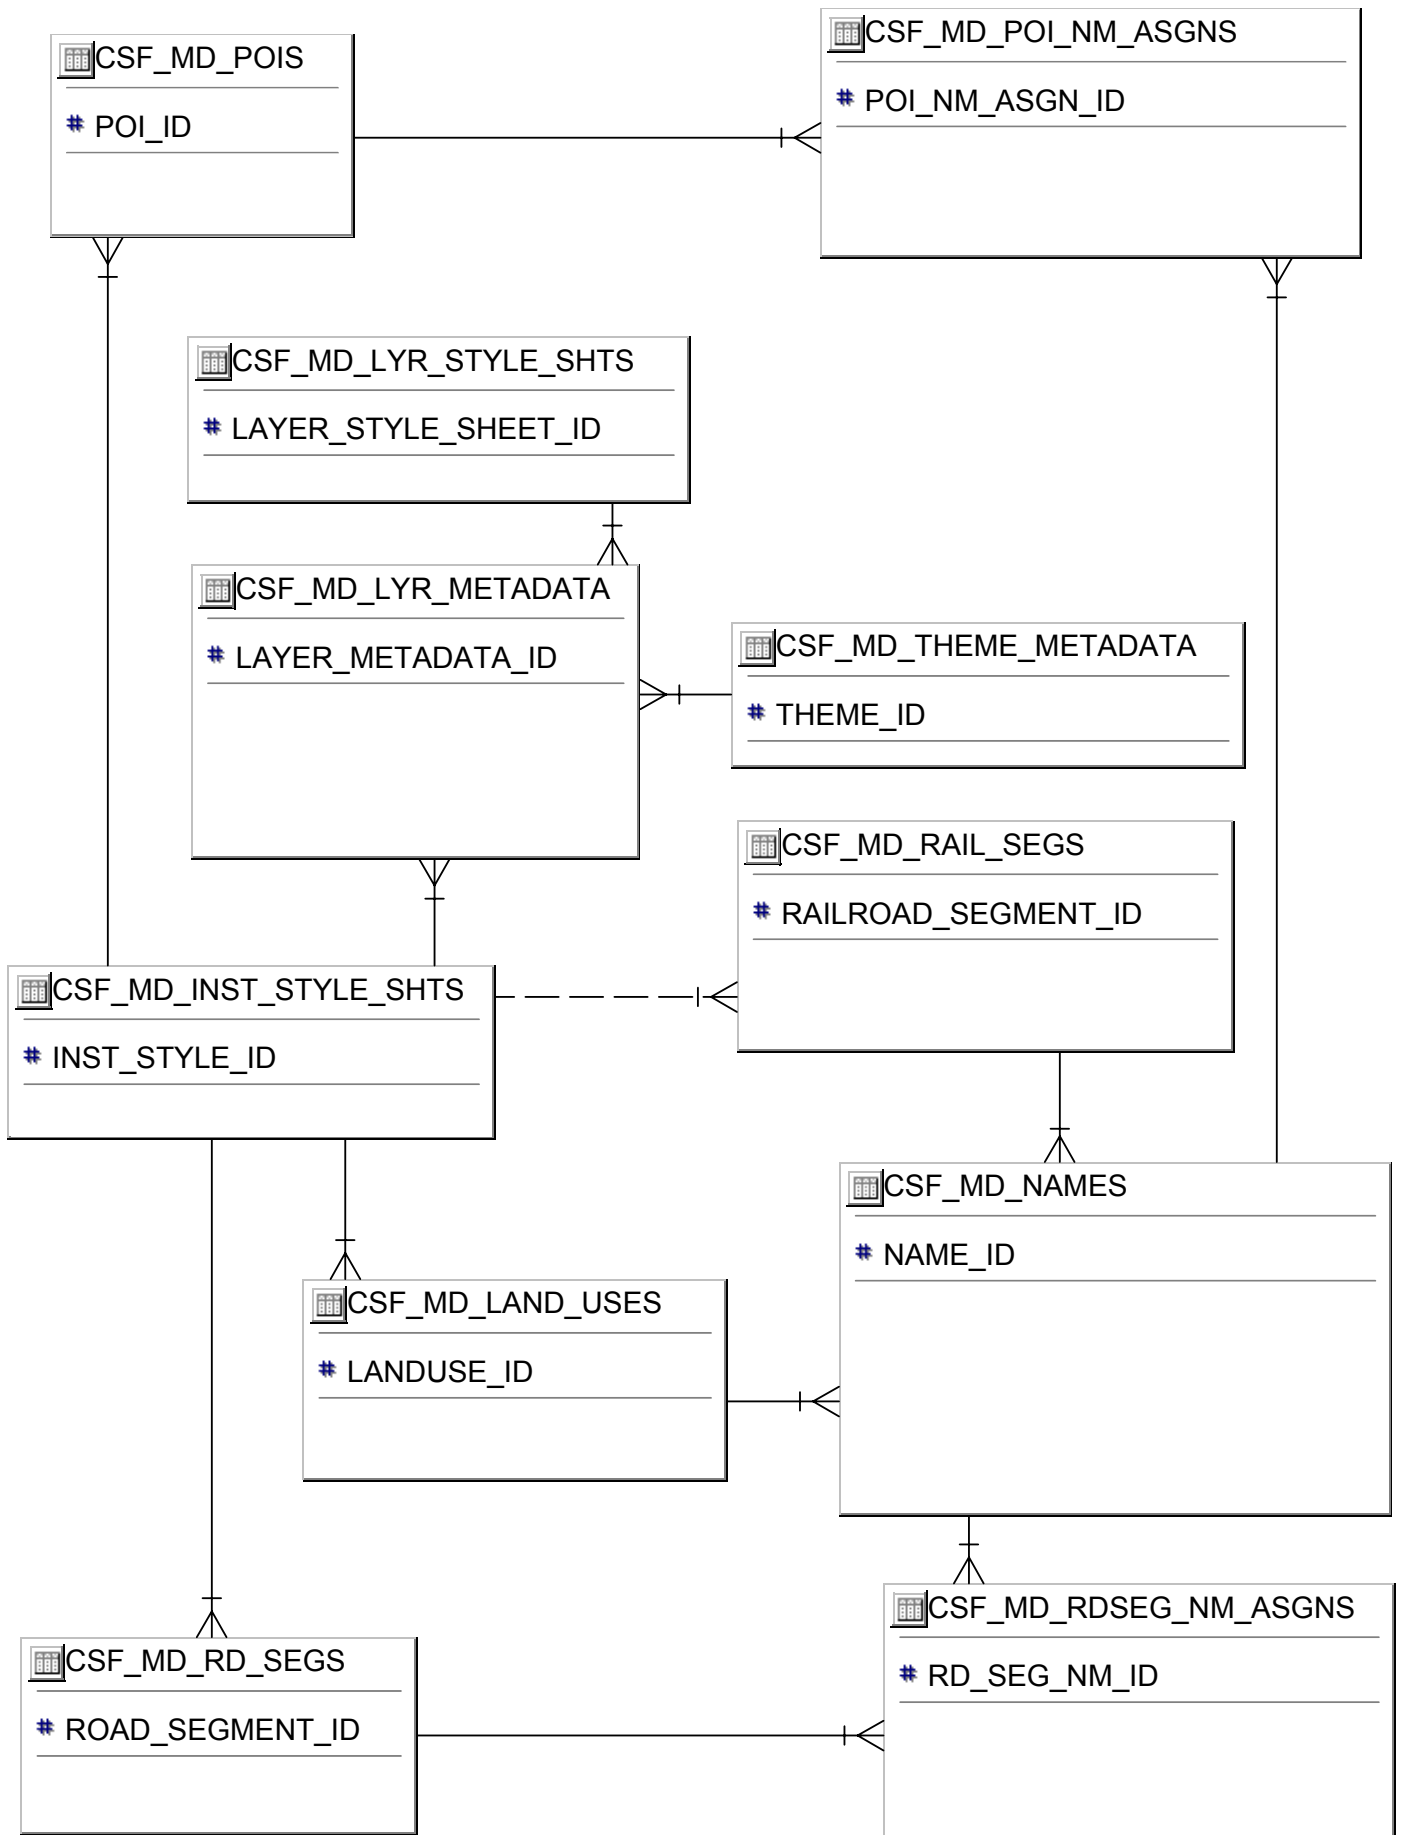 CSF_MD_POIS
# POI_ID
CSF_MD_POI_NM_ASGNS
# POI_NM_ASGN_ID
CSF_MD_LYR_STYLE_SHTS
# LAYER_STYLE_SHEET_ID
CSF_MD_LYR_METADATA
# LAYER_METADATA_ID
CSF_MD_THEME_METADATA
# THEME_ID
CSF_MD_RAIL_SEGS
# RAILROAD_SEGMENT_ID
CSF_MD_INST_STYLE_SHTS
# INST_STYLE_ID
CSF_MD_NAMES
# NAME_ID
CSF_MD_LAND_USES
# LANDUSE_ID
CSF_MD_RDSEG_NM_ASGNS
# RD_SEG_NM_ID
CSF_MD_RD_SEGS
# ROAD_SEGMENT_ID